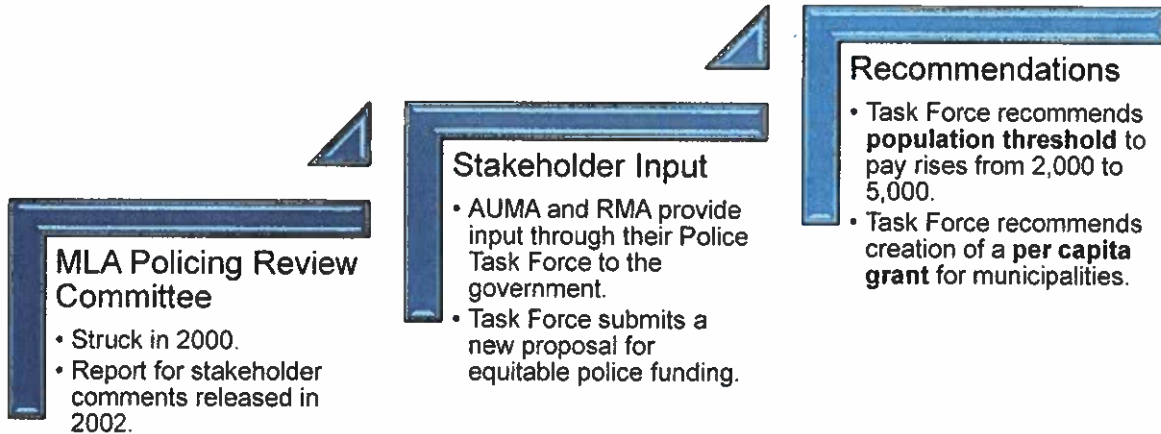 MLA Policing Review
Committee
• Struck in 2000.
• Report for stakeholder
comments released in
2002.
Stakeholder Input
• AUMA and RMA provide
input through their Police
Task Force to the
government.
• Task Force submits a
new proposal for
equitable police funding.
Recommendations
• Task Force recommends
population threshold to
pay rises from 2,000 to
5,000.
• Task Force recommends
creation of a per capita
grant for municipalities.